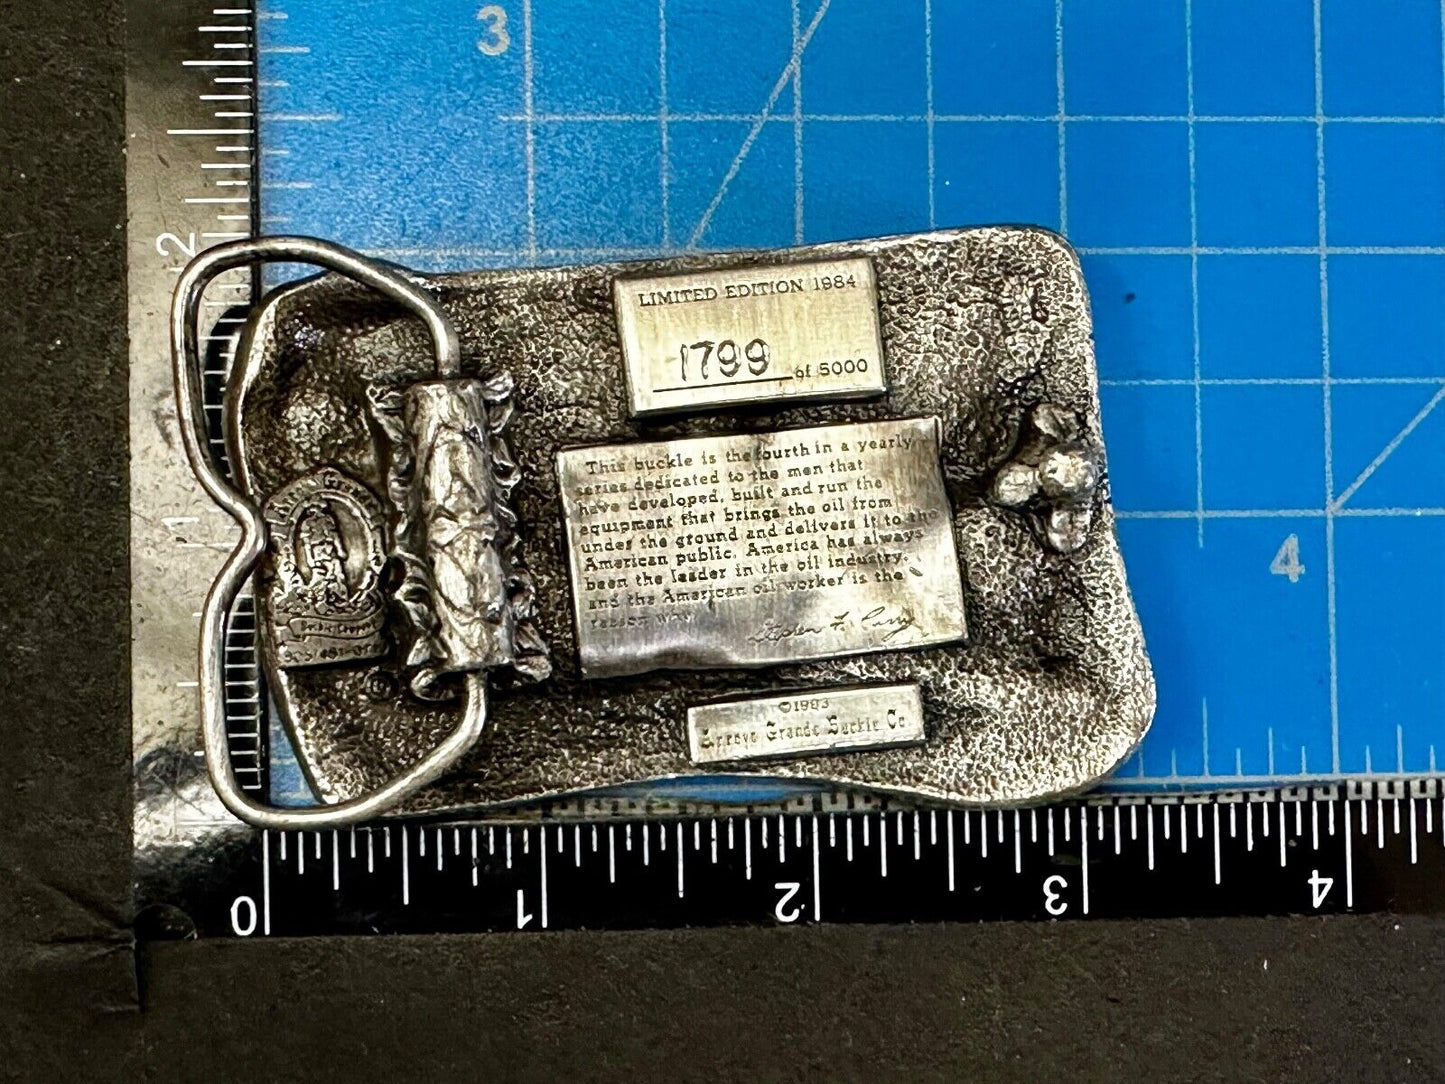 3
LIMITED EDITION 1984
1799 of 5000
This buckle is the fourth in a yearly
series dedicated to the men that
have developed, built and run the
equipment that brings the oil from
under the ground and delivers it to the
American public. America has always
been the leader in the oil industry,
and the American oil worker is the
reason why.
Stephen
©1983
Arroyo Grande Buckle Co
4
2
1
0 1 2 3 4